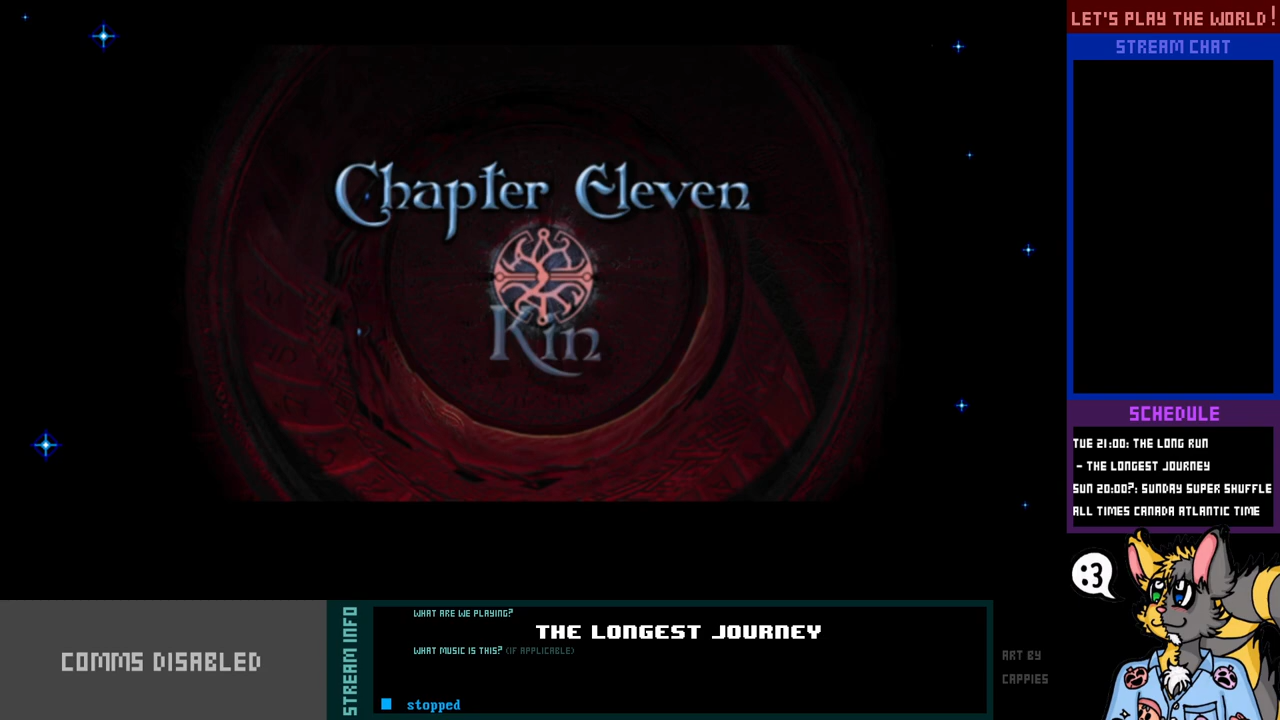 LET'S PLAY THE WORLD!
STREAM CHAT
Chapter Eleven
Kin
SCHEDULE
TUE 21:00: THE LONG RUN
- THE LONGEST JOURNEY
SUN 20:00?: SUNDAY SUPER SHUFFLE
ALL TIMES CANADA ATLANTIC TIME
:3
COMMS DISABLED
STREAM INFO
WHAT ARE WE PLAYING?
THE LONGEST JOURNEY
WHAT MUSIC IS THIS? (IF APPLICABLE)
stopped
ART BY
CAPPIES